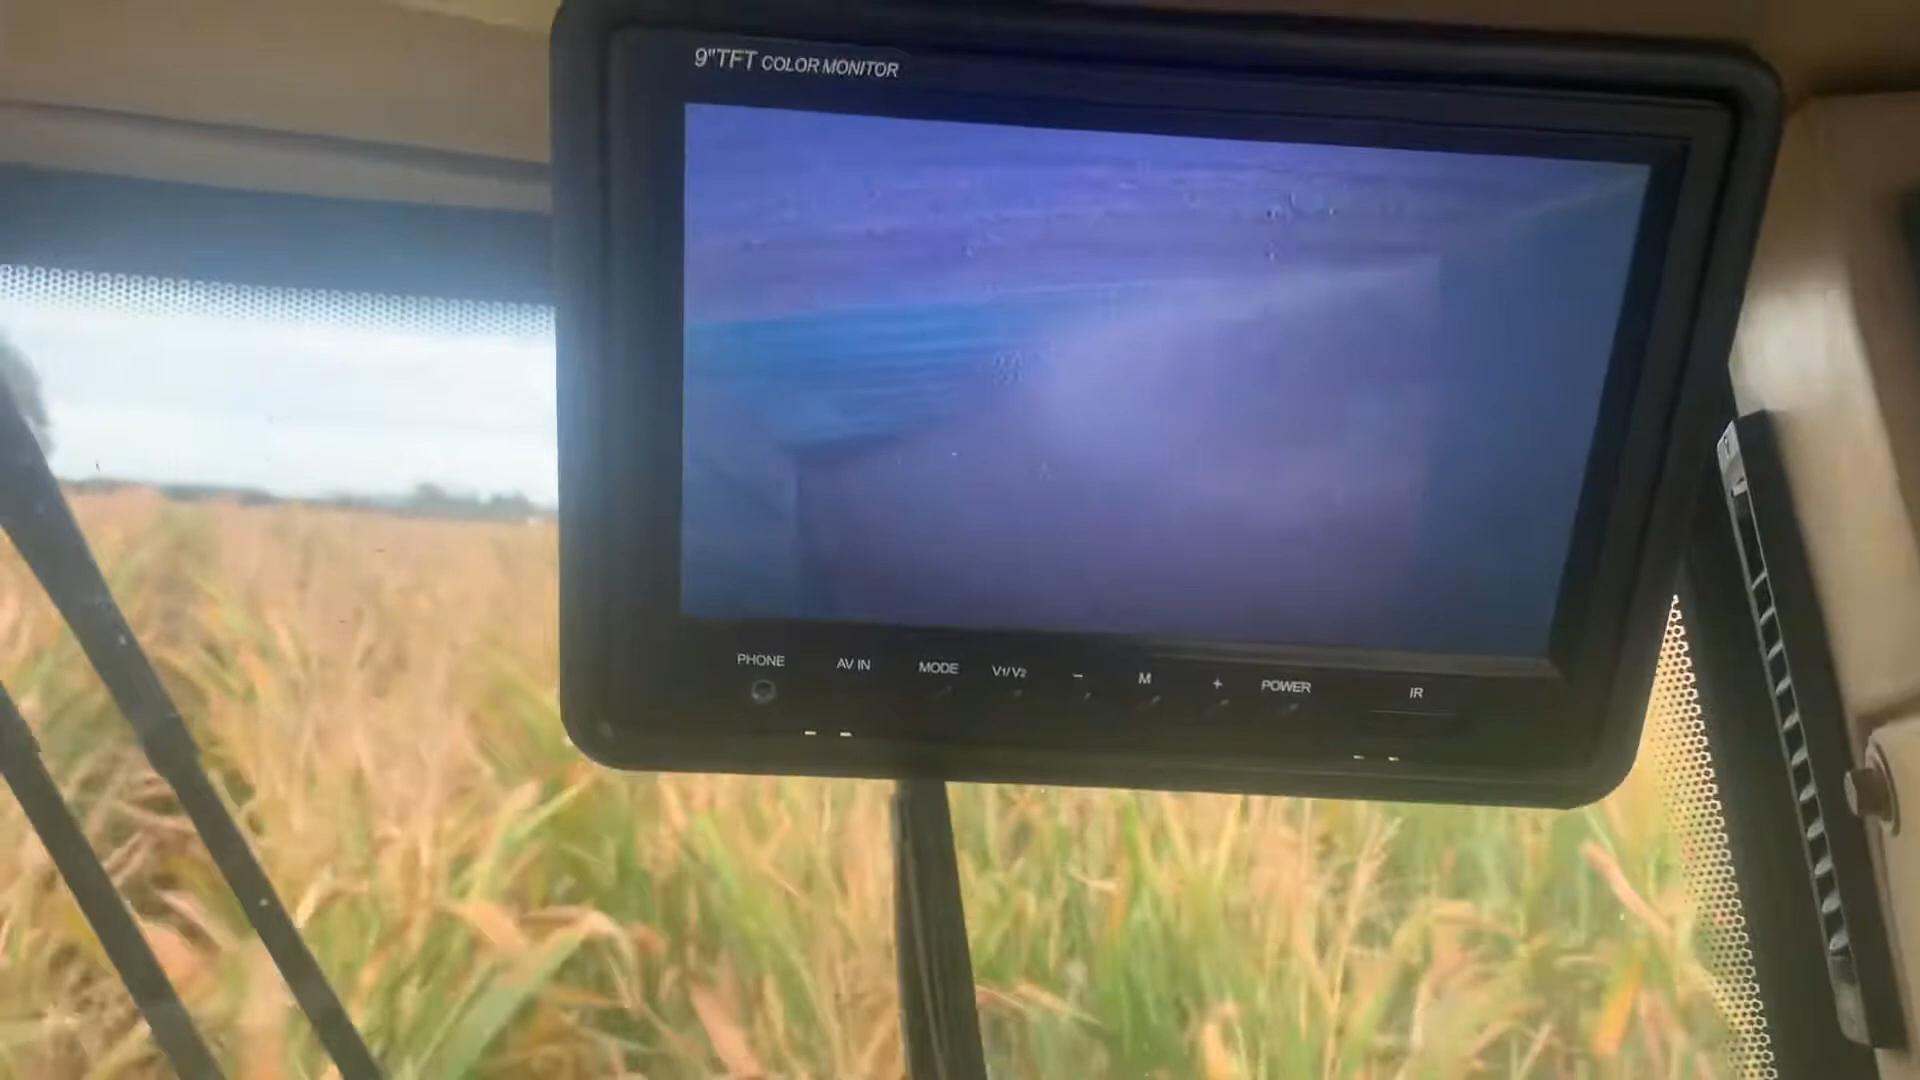 9"TFT COLOR MONITOR
PHONE AV IN MODE V1/V2 − M + POWER IR